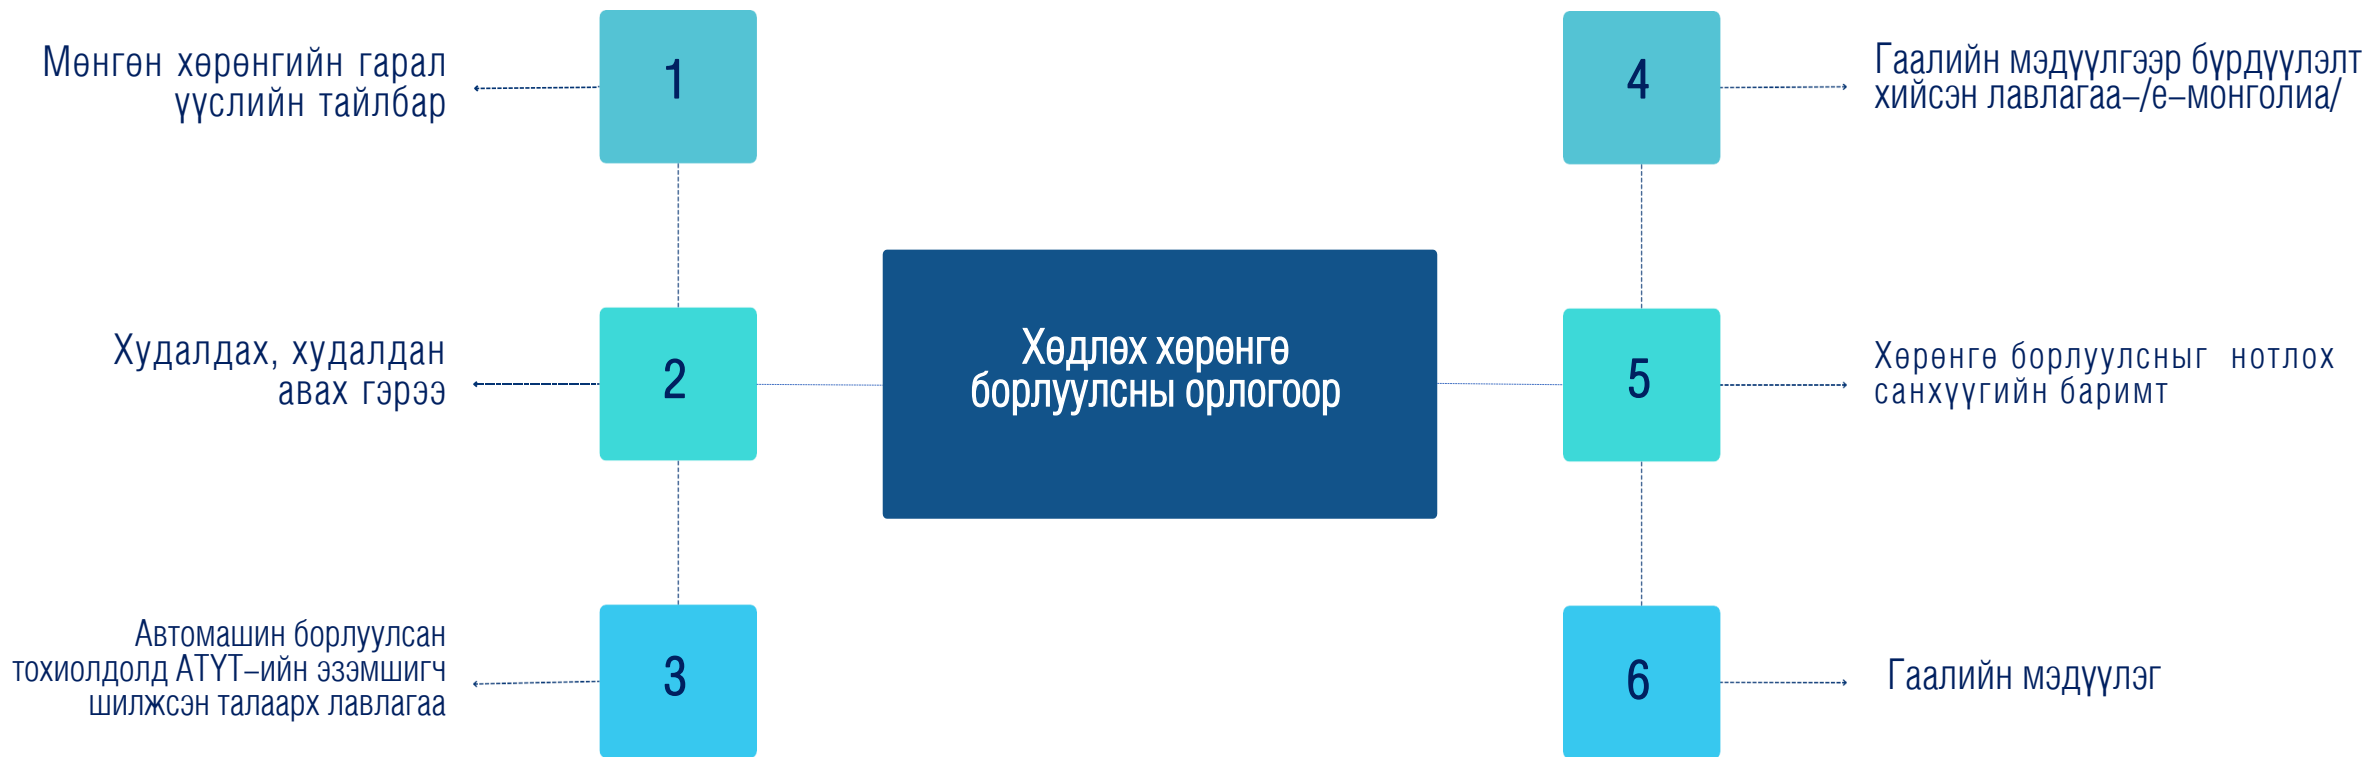 1
Мөнгөн хөрөнгийн гарал
үүслийн тайлбар
2
Худалдах, худалдан
авах гэрээ
3
Автомашин борлуулсан
тохиолдолд АТҮТ–ийн эзэмшигч
шилжсэн талаарх лавлагаа
Хөдлөх хөрөнгө
борлуулсны орлогоор
4
Гаалийн мэдүүлгээр бүрдүүлэлт
хийсэн лавлагаа–/е–монголиа/
5
Хөрөнгө борлуулсныг нотлох
санхүүгийн баримт
6
Гаалийн мэдүүлэг